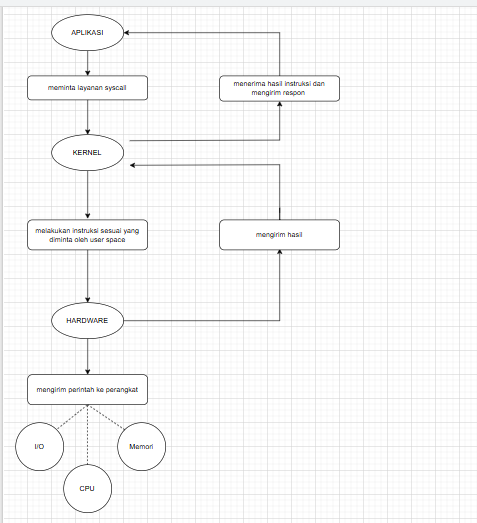 APLIKASI
meminta layanan syscall
menerima hasil instruksi dan
mengirim respon
KERNEL
melakukan instruksi sesuai yang
diminta oleh user space
mengirim hasil
HARDWARE
mengirim perintah ke perangkat
I/O
Memori
CPU